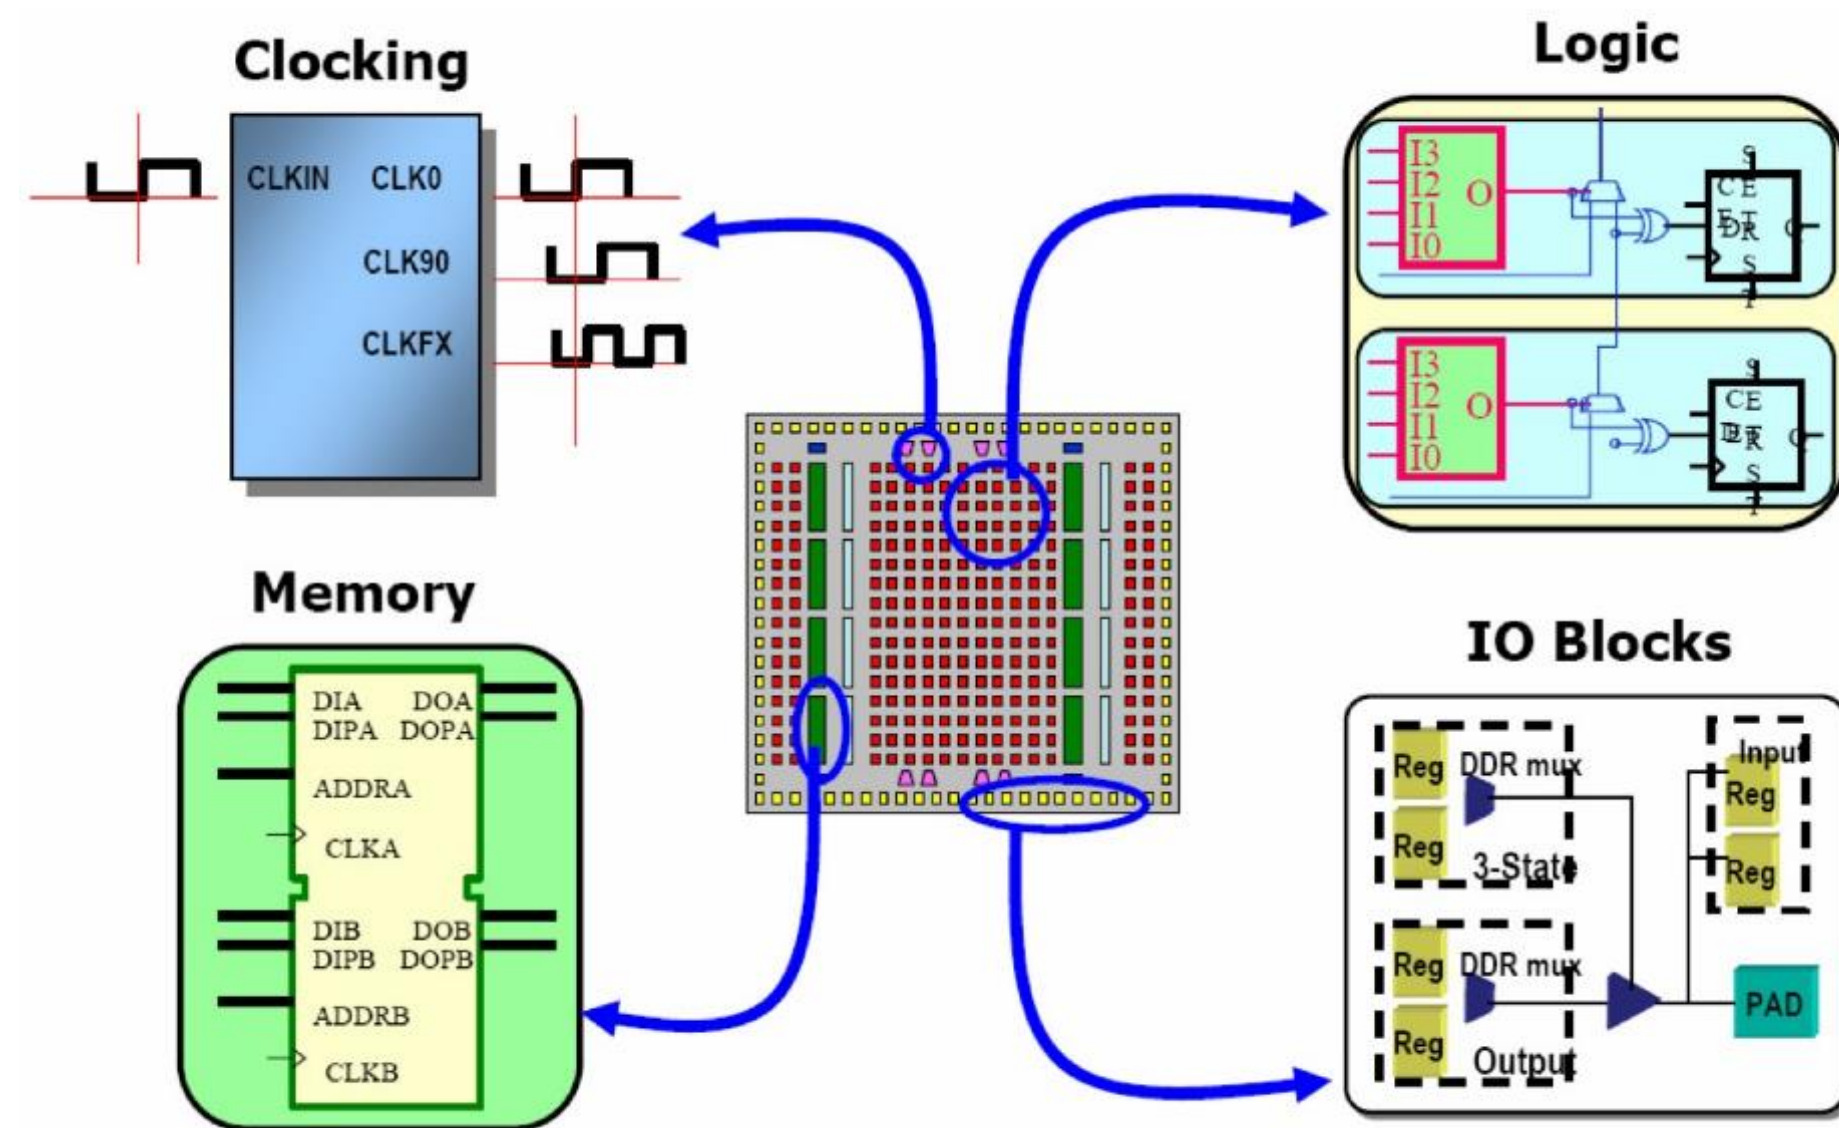 Clocking
CLKIN CLK0
CLK90
CLKFX
Logic
I3
I2
I1
I0
O
S
CE
R
S
T
I3
I2
I1
I0
O
S
CE
R
S
T
Memory
DIA DOA
DIPA DOPA
ADDRA
CLKA
DIB DOB
DIPB DOPB
ADDRB
CLKB
IO Blocks
Reg DDR mux
Reg
3-State
Input
Reg
Reg
Reg DDR mux
Reg
Output
PAD